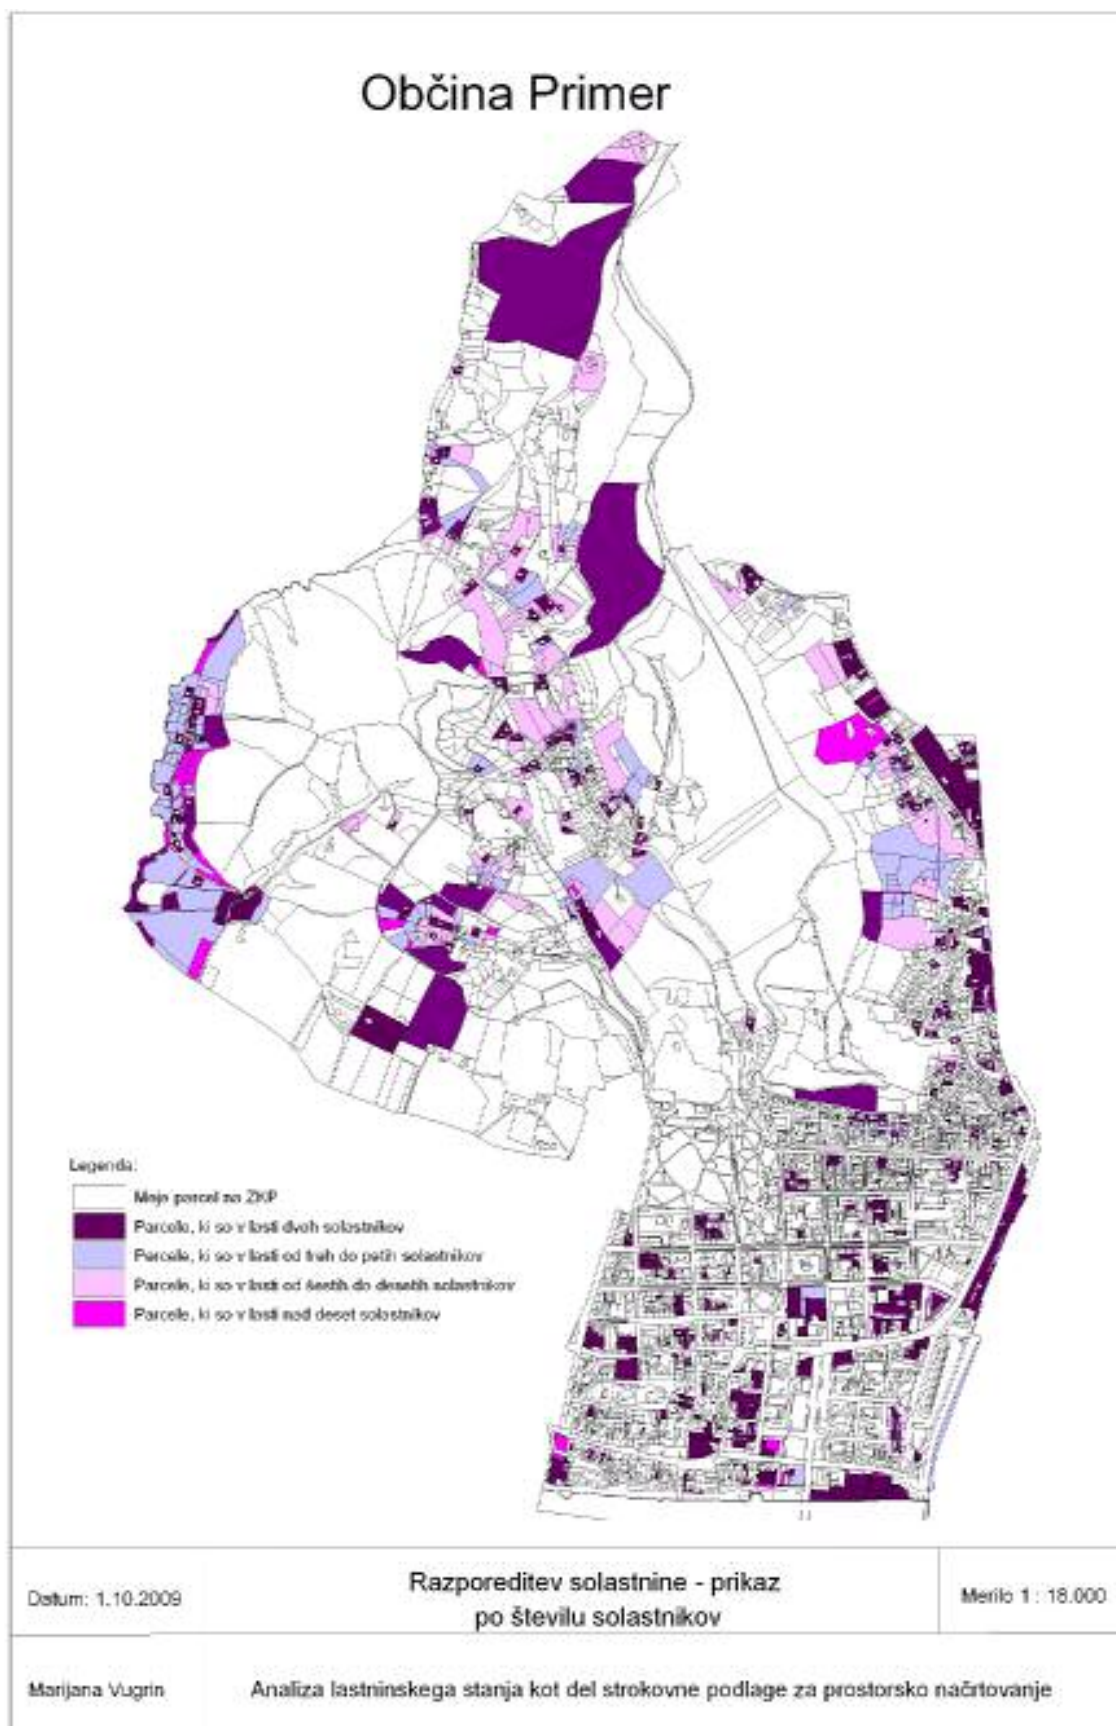 Občina Primer
Legenda:
Meje parcel na ZKP
Parcele, ki so v lasti dveh solastnikov
Parcele, ki so v lasti od treh do petih solastnikov
Parcele, ki so v lasti od šestih do desetih solastnikov
Parcele, ki so v lasti nad deset solastnikov
Datum: 1.10.2009
Razporeditev solastnine - prikaz
po številu solastnikov
Merilo 1 : 18.000
Marijana Vugrin
Analiza lastninskega stanja kot del strokovne podlage za prostorsko načrtovanje